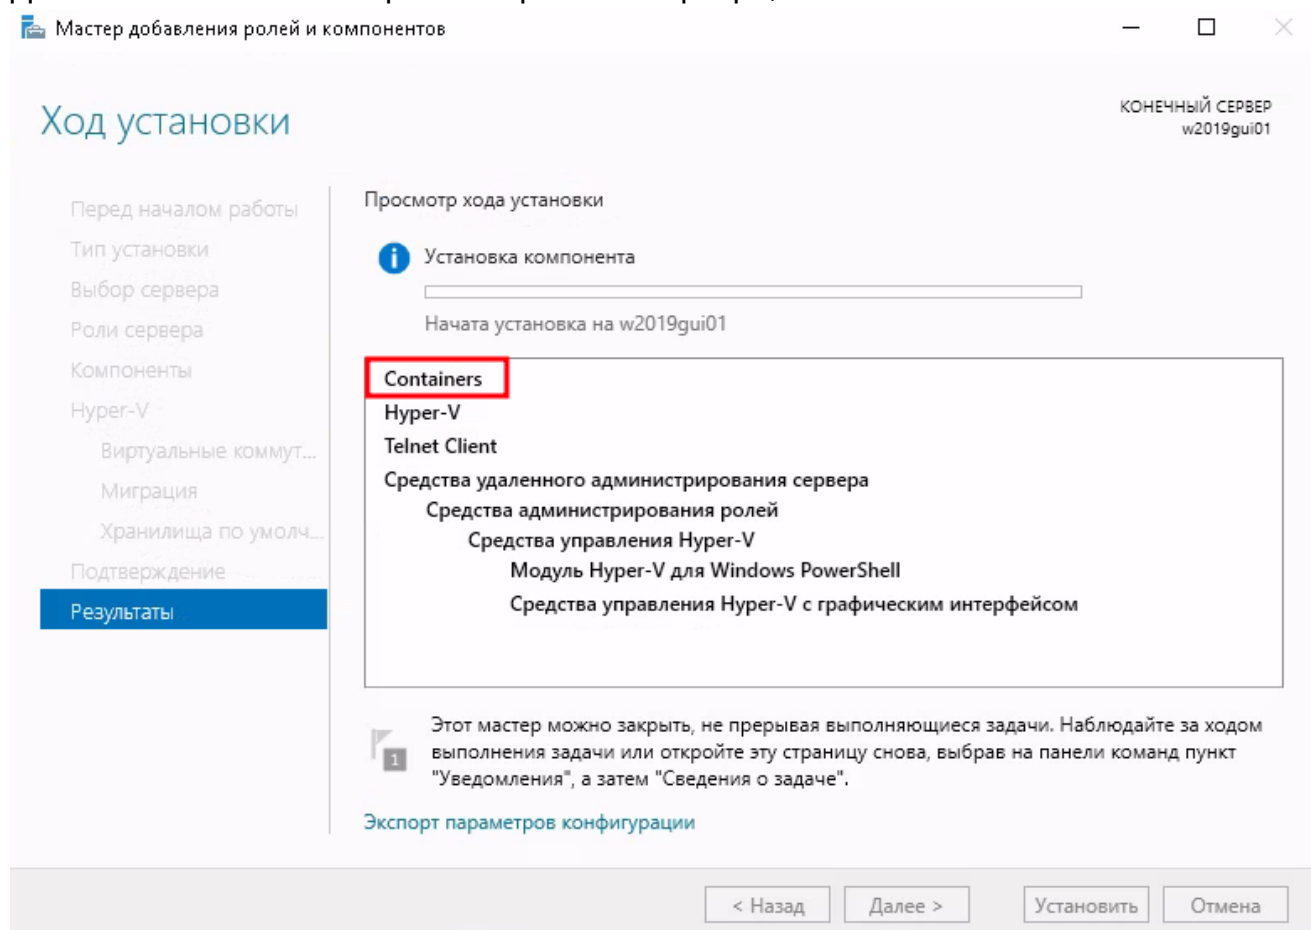 Мастер добавления ролей и компонентов
Ход установки
КОНЕЧНЫЙ СЕРВЕР
w2019gui01
Перед началом работы
Тип установки
Выбор сервера
Роли сервера
Компоненты
Hyper-V
Виртуальные коммут...
Миграция
Хранилища по умолч...
Подтверждение
Результаты
Просмотр хода установки
Установка компонента
Начата установка на w2019gui01
Containers
Hyper-V
Telnet Client
Средства удаленного администрирования сервера
Средства администрирования ролей
Средства управления Hyper-V
Модуль Hyper-V для Windows PowerShell
Средства управления Hyper-V с графическим интерфейсом
1
Этот мастер можно закрыть, не прерывая выполняющиеся задачи. Наблюдайте за ходом
выполнения задачи или откройте эту страницу снова, выбрав на панели команд пункт
"Уведомления", а затем "Сведения о задаче".
Экспорт параметров конфигурации
< Назад
Далее >
Установить
Отмена